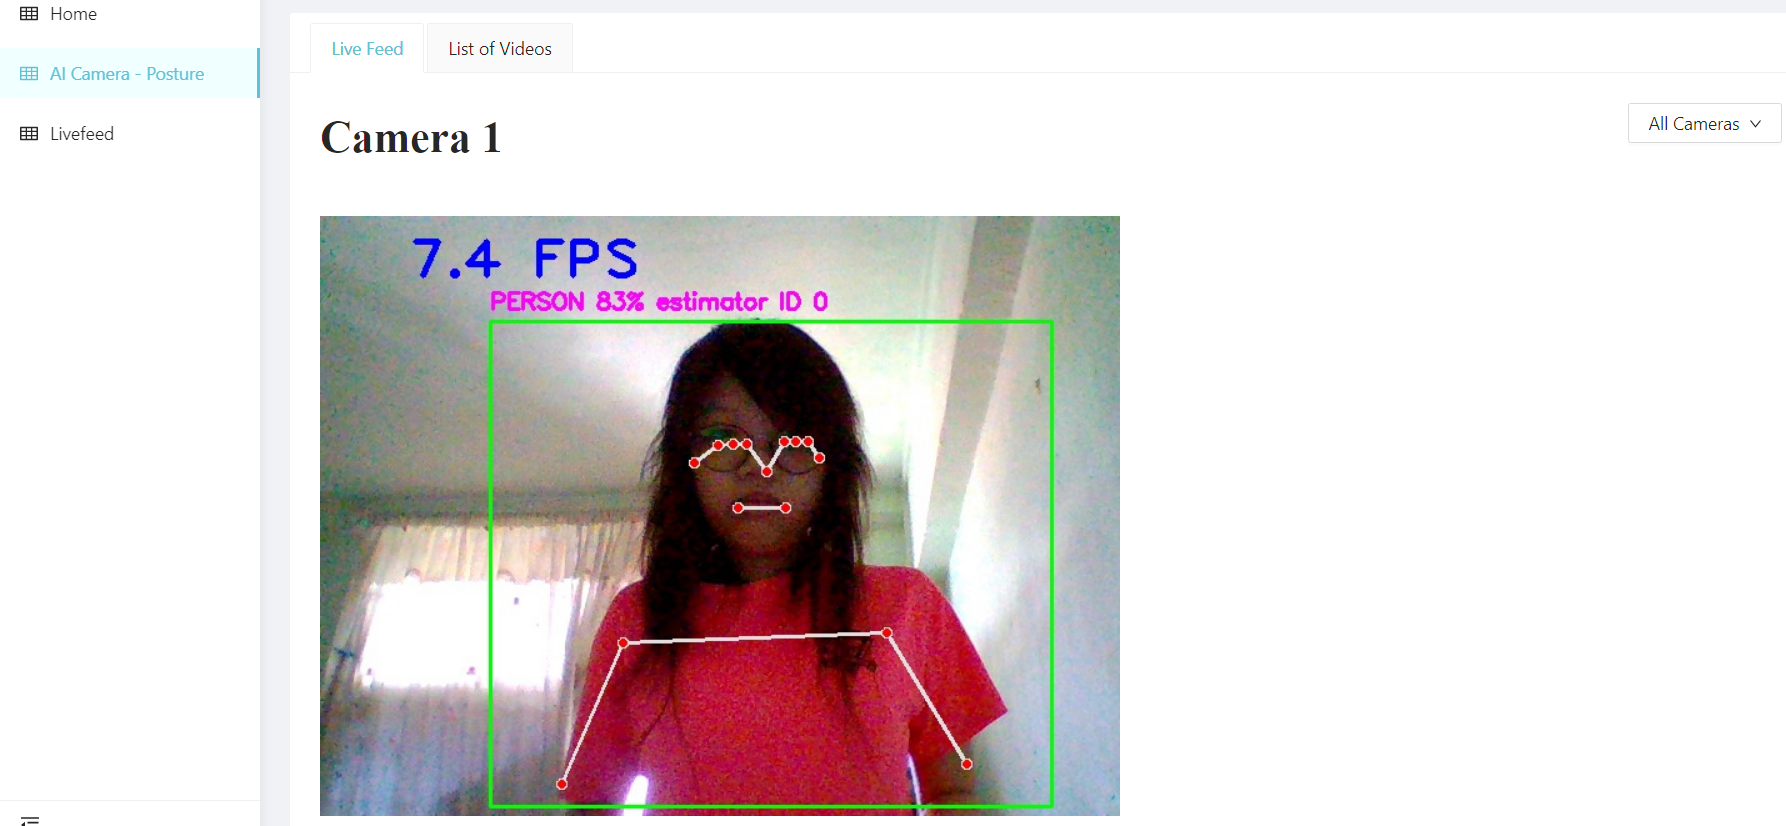 Home
AI Camera - Posture
Livefeed
Live Feed
List of Videos
Camera 1
All Cameras
7.4 FPS
PERSON 83% estimator ID 0